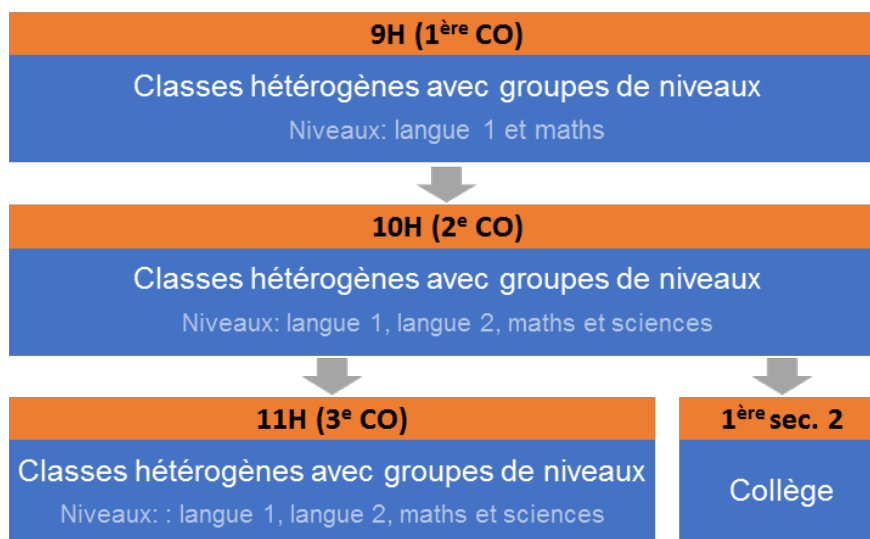 9H (1ère CO)
Classes hétérogènes avec groupes de niveaux
Niveaux: langue 1 et maths
10H (2e CO)
Classes hétérogènes avec groupes de niveaux
Niveaux: langue 1, langue 2, maths et sciences
11H (3e CO)
Classes hétérogènes avec groupes de niveaux
Niveaux: : langue 1, langue 2, maths et sciences
1ère sec. 2
Collège